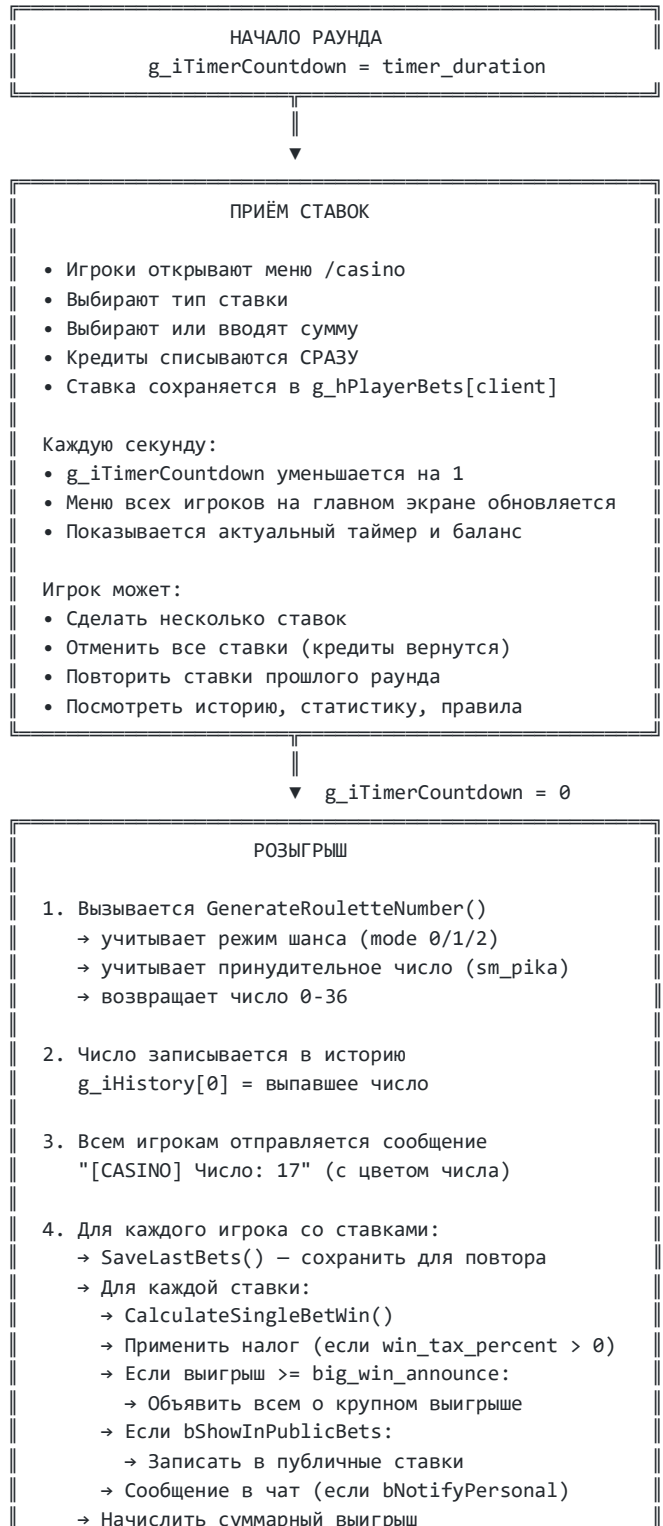 НАЧАЛО РАУНДА
g_iTimerCountdown = timer_duration
▼
ПРИЁМ СТАВОК
• Игроки открывают меню /casino
• Выбирают тип ставки
• Выбирают или вводят сумму
• Кредиты списываются СРАЗУ
• Ставка сохраняется в g_hPlayerBets[client]
Каждую секунду:
• g_iTimerCountdown уменьшается на 1
• Меню всех игроков на главном экране обновляется
• Показывается актуальный таймер и баланс
Игрок может:
• Сделать несколько ставок
• Отменить все ставки (кредиты вернутся)
• Повторить ставки прошлого раунда
• Посмотреть историю, статистику, правила
▼ g_iTimerCountdown = 0
РОЗЫГРЫШ
1. Вызывается GenerateRouletteNumber()
→ учитывает режим шанса (mode 0/1/2)
→ учитывает принудительное число (sm_pika)
→ возвращает число 0-36
2. Число записывается в историю
g_iHistory[0] = выпавшее число
3. Всем игрокам отправляется сообщение
"[CASINO] Число: 17" (с цветом числа)
4. Для каждого игрока со ставками:
→ SaveLastBets() — сохранить для повтора
→ Для каждой ставки:
→ CalculateSingleBetWin()
→ Применить налог (если win_tax_percent > 0)
→ Если выигрыш >= big_win_announce:
→ Объявить всем о крупном выигрыше
→ Если bShowInPublicBets:
→ Записать в публичные ставки
→ Сообщение в чат (если bNotifyPersonal)
→ Начислить суммарный выигрыш